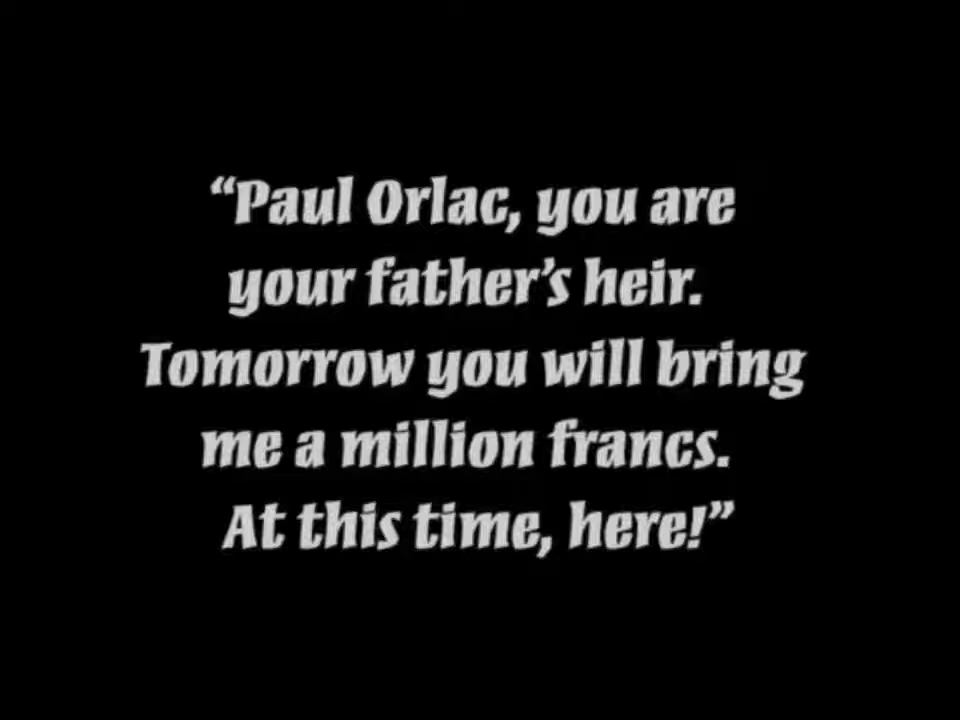 “Paul Orlac, you are
your father’s heir.
Tomorrow you will bring
me a million francs.
At this time, here!”